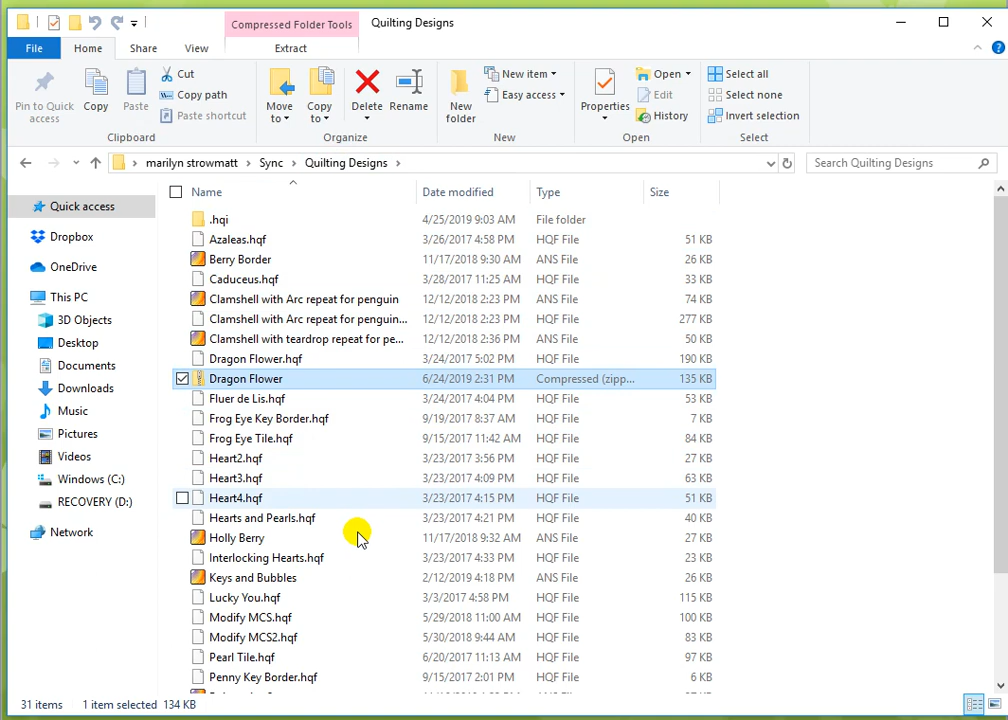 Compressed Folder Tools Quilting Designs
File Home Share View Extract
Pin to Quick access
Copy
Paste
Cut
Copy path
Paste shortcut
Clipboard
Move to
Copy to
Delete
Rename
Organize
New folder
New item
Easy access
New
Properties
Open
Edit
History
Open
Select all
Select none
Invert selection
Select
marilyn strowmatt > Sync > Quilting Designs >
Search Quilting Designs
Quick access
Dropbox
OneDrive
This PC
3D Objects
Desktop
Documents
Downloads
Music
Pictures
Videos
Windows (C:)
RECOVERY (D:)
Network
Name Date modified Type Size
.hqi 4/25/2019 9:03 AM File folder
Azaleas.hqf 3/26/2017 4:58 PM HQF File 51 KB
Berry Border 11/17/2018 9:30 AM ANS File 26 KB
Caduceus.hqf 3/28/2017 11:25 AM HQF File 33 KB
Clamshell with Arc repeat for penguin 12/12/2018 2:23 PM ANS File 74 KB
Clamshell with Arc repeat for penguin... 12/12/2018 2:23 PM HQF File 277 KB
Clamshell with teardrop repeat for pe... 12/12/2018 2:36 PM ANS File 50 KB
Dragon Flower.hqf 3/24/2017 5:02 PM HQF File 190 KB
Dragon Flower 6/24/2019 2:31 PM Compressed (zipp... 135 KB
Fluer de Lis.hqf 3/24/2017 4:04 PM HQF File 53 KB
Frog Eye Key Border.hqf 9/19/2017 8:37 AM HQF File 7 KB
Frog Eye Tile.hqf 9/15/2017 11:42 AM HQF File 84 KB
Heart2.hqf 3/23/2017 3:56 PM HQF File 27 KB
Heart3.hqf 3/23/2017 4:09 PM HQF File 63 KB
Heart4.hqf 3/23/2017 4:15 PM HQF File 51 KB
Hearts and Pearls.hqf 3/23/2017 4:21 PM HQF File 40 KB
Holly Berry 11/17/2018 9:32 AM ANS File 27 KB
Interlocking Hearts.hqf 3/23/2017 4:33 PM HQF File 23 KB
Keys and Bubbles 2/12/2019 4:18 PM ANS File 26 KB
Lucky You.hqf 3/3/2017 4:58 PM HQF File 115 KB
Modify MCS.hqf 5/29/2018 11:00 AM HQF File 100 KB
Modify MCS2.hqf 5/30/2018 9:44 AM HQF File 83 KB
Pearl Tile.hqf 6/20/2017 11:13 AM HQF File 97 KB
Penny Key Border.hqf 9/15/2017 2:01 PM HQF File 6 KB
31 items 1 item selected 134 KB